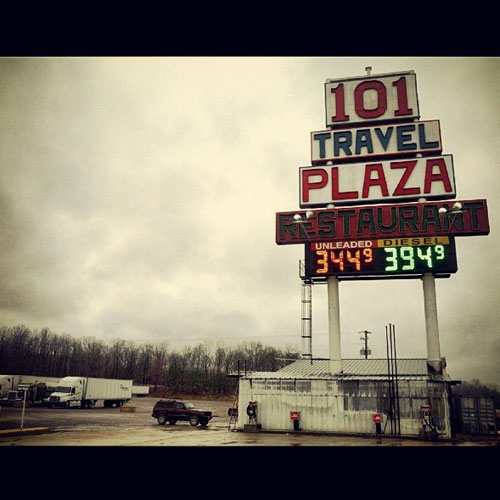 101
TRAVEL
PLAZA
RESTAURANT
UNLEADED DIESEL
344⁹ 394⁹